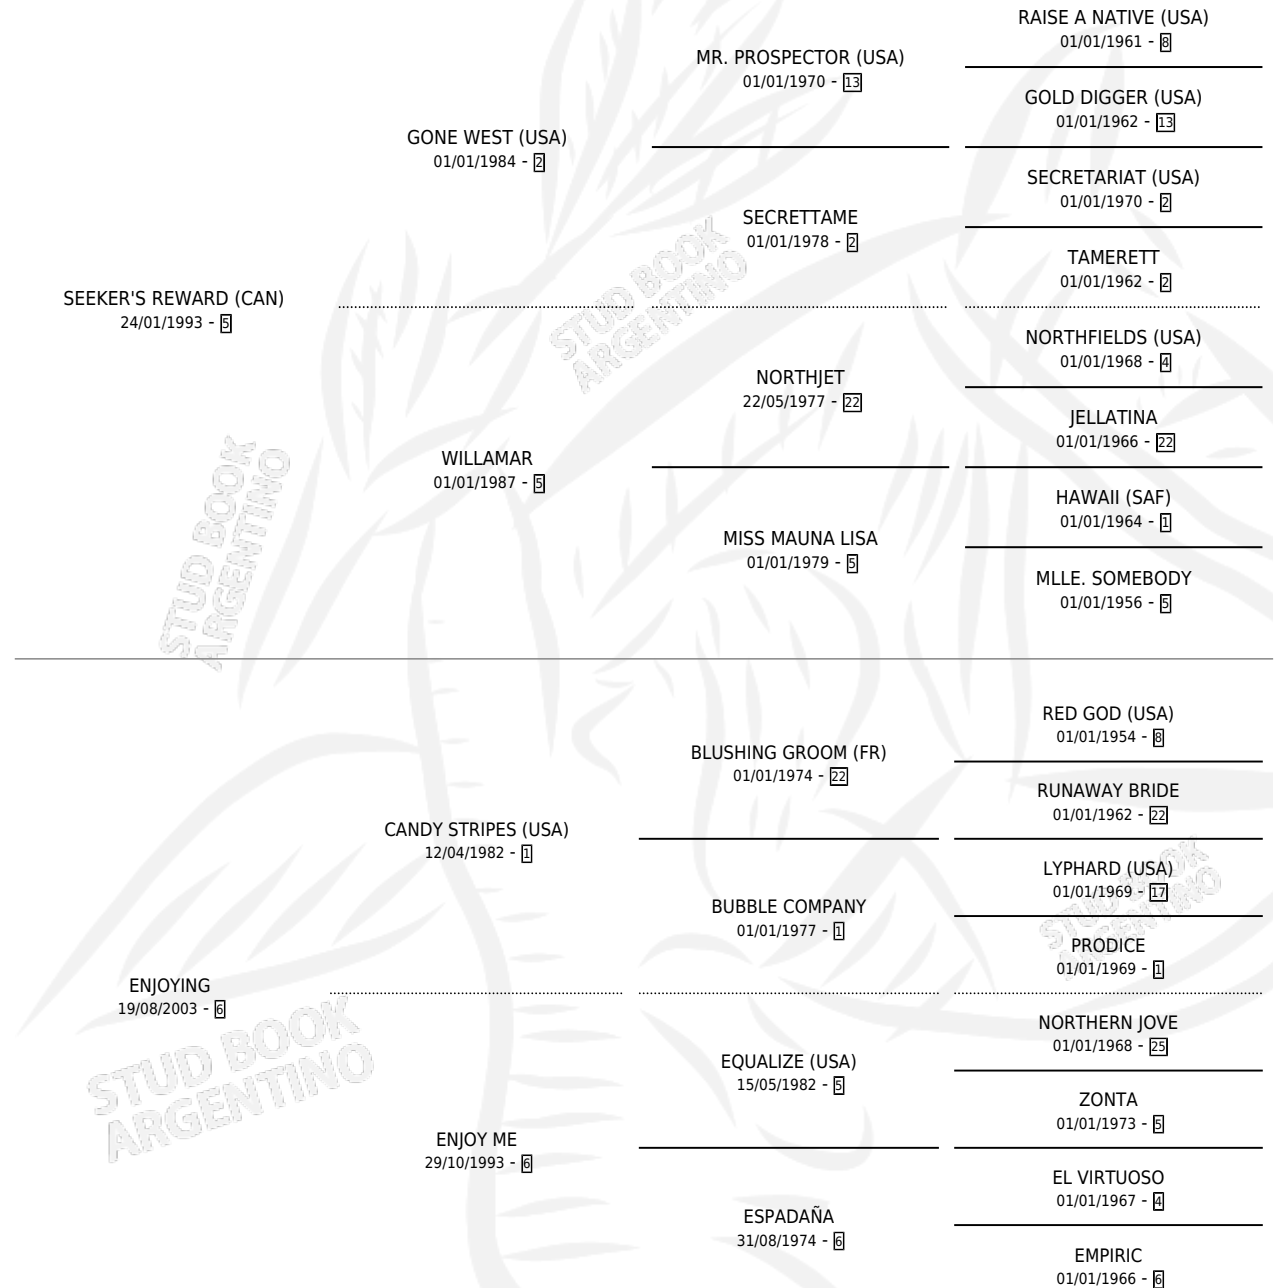 RAISE A NATIVE (USA)
01/01/1961 - 8
MR. PROSPECTOR (USA)
01/01/1970 - 13
GOLD DIGGER (USA)
01/01/1962 - 13
GONE WEST (USA)
01/01/1984 - 2
SECRETARIAT (USA)
01/01/1970 - 2
SECRETTAME
01/01/1978 - 2
TAMERETT
01/01/1962 - 2
SEEKER'S REWARD (CAN)
24/01/1993 - 5
STUD BOOK
ARGENTINO
NORTHFIELDS (USA)
01/01/1968 - 4
NORTHJET
22/05/1977 - 22
JELLATINA
01/01/1966 - 22
WILLAMAR
01/01/1987 - 5
HAWAII (SAF)
01/01/1964 - 1
MISS MAUNA LISA
01/01/1979 - 5
MLLE. SOMEBODY
01/01/1956 - 5
STUD BOOK
ARGENTINO
RED GOD (USA)
01/01/1954 - 8
BLUSHING GROOM (FR)
01/01/1974 - 22
RUNAWAY BRIDE
01/01/1962 - 22
CANDY STRIPES (USA)
12/04/1982 - 1
LYPHARD (USA)
01/01/1969 - 17
BUBBLE COMPANY
01/01/1977 - 1
STUD BOOK
ARGENTINO
PRODICE
01/01/1969 - 1
ENJOYING
19/08/2003 - 6
NORTHERN JOVE
01/01/1968 - 25
EQUALIZE (USA)
15/05/1982 - 5
ZONTA
01/01/1973 - 5
STUD BOOK
ARGENTINO
ENJOY ME
29/10/1993 - 6
EL VIRTUOSO
01/01/1967 - 4
ESPADAÑA
31/08/1974 - 6
EMPIRIC
01/01/1966 - 6